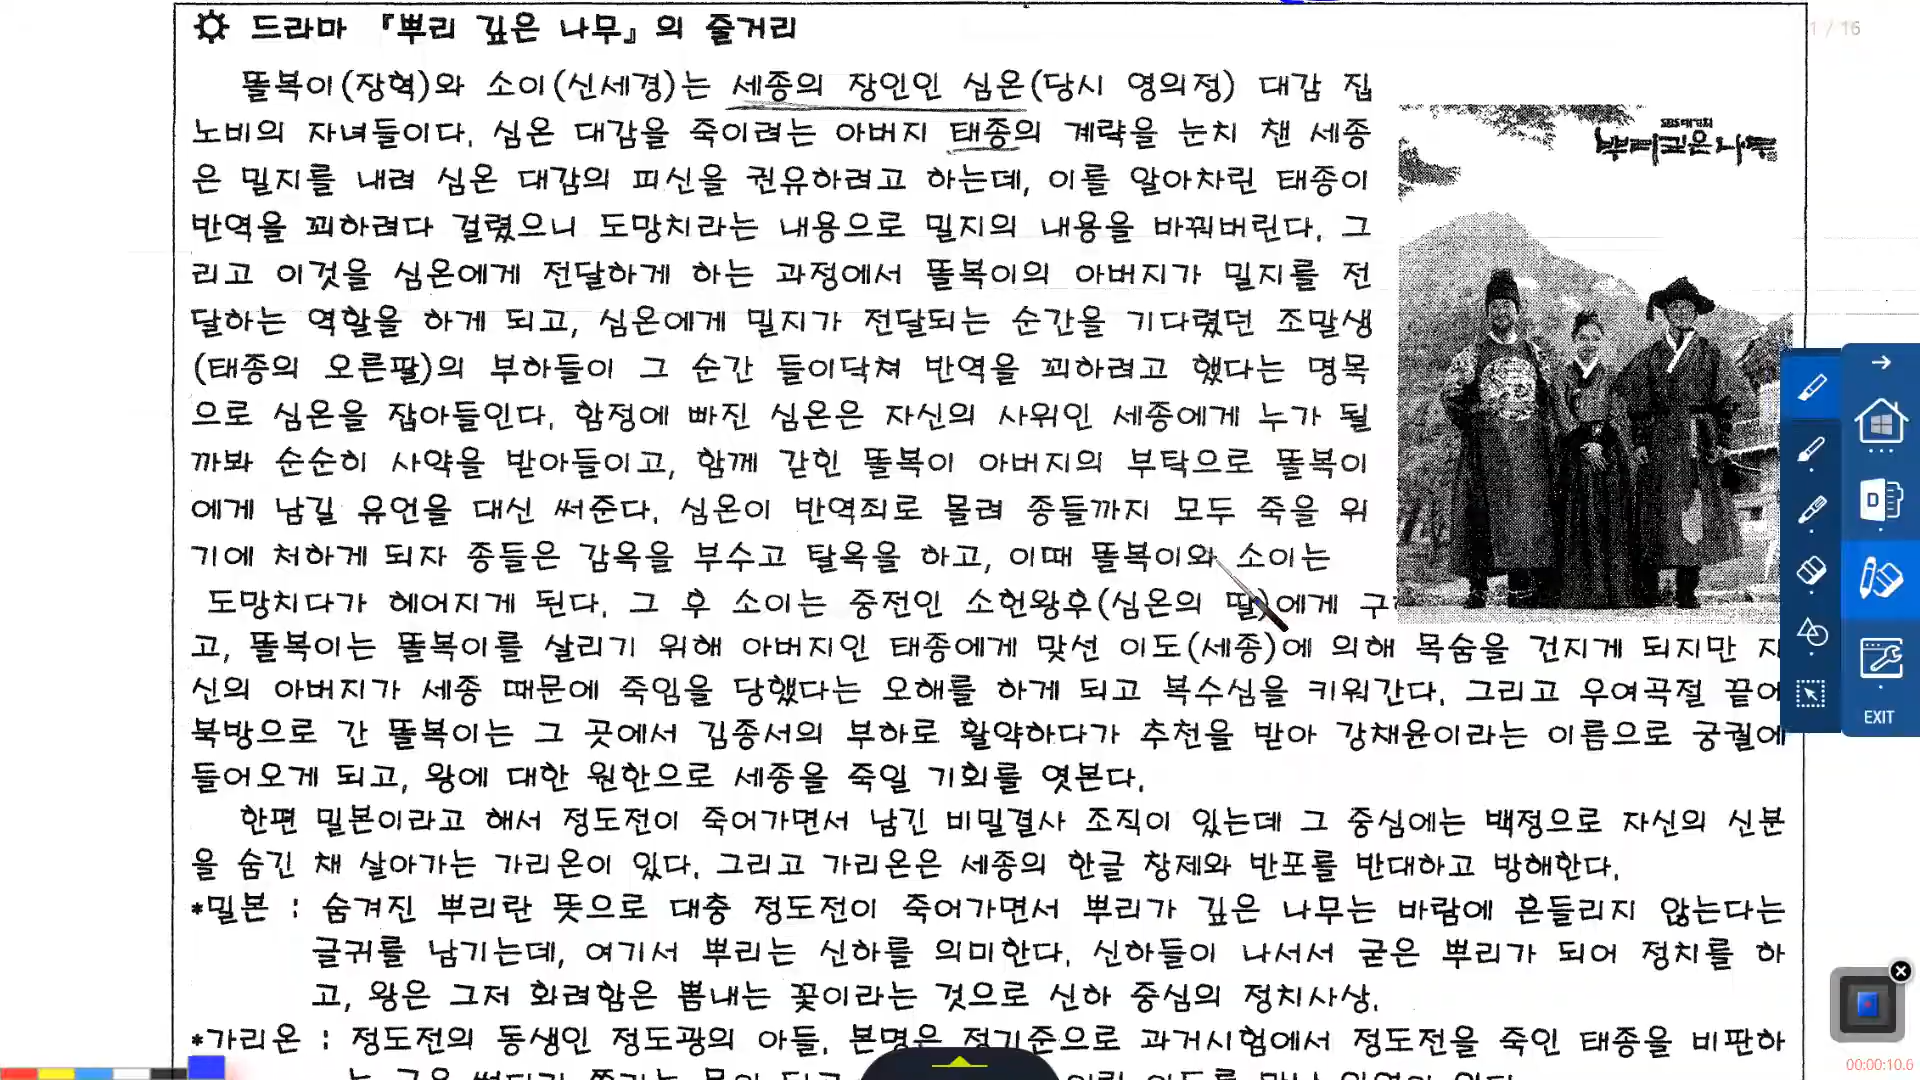 드라마 『뿌리 깊은 나무』의 줄거리
1 / 16
똘복이(장혁)와 소이(신세경)는 세종의 장인인 심온(당시 영의정) 대감 집
노비의 자녀들이다. 심온 대감을 죽이려는 아버지 태종의 계략을 눈치 챈 세종
은 밀지를 내려 심온 대감의 피신을 권유하려고 하는데, 이를 알아차린 태종이
반역을 꾀하려다 걸렸으니 도망치라는 내용으로 밀지의 내용을 바꿔버린다. 그
리고 이것을 심온에게 전달하게 하는 과정에서 똘복이의 아버지가 밀지를 전
달하는 역할을 하게 되고, 심온에게 밀지가 전달되는 순간을 기다렸던 조말생
(태종의 오른팔)의 부하들이 그 순간 들이닥쳐 반역을 꾀하려고 했다는 명목
으로 심온을 잡아들인다. 함정에 빠진 심온은 자신의 사위인 세종에게 누가 될
까봐 순순히 사약을 받아들이고, 함께 갇힌 똘복이 아버지의 부탁으로 똘복이
에게 남길 유언을 대신 써준다. 심온이 반역죄로 몰려 종들까지 모두 죽을 위
기에 처하게 되자 종들은 감옥을 부수고 탈옥을 하고, 이때 똘복이와 소이는
도망치다가 헤어지게 된다. 그 후 소이는 중전인 소헌왕후(심온의 딸)에게 구
고, 똘복이는 똘복이를 살리기 위해 아버지인 태종에게 맞선 이도(세종)에 의해 목숨을 건지게 되지만 자
신의 아버지가 세종 때문에 죽임을 당했다는 오해를 하게 되고 복수심을 키워간다. 그리고 우여곡절 끝에
북방으로 간 똘복이는 그 곳에서 김종서의 부하로 활약하다가 추천을 받아 강채윤이라는 이름으로 궁궐에
들어오게 되고, 왕에 대한 원한으로 세종을 죽일 기회를 엿본다.
한편 밀본이라고 해서 정도전이 죽어가면서 남긴 비밀결사 조직이 있는데 그 중심에는 백정으로 자신의 신분
을 숨긴 채 살아가는 가리온이 있다. 그리고 가리온은 세종의 한글 창제와 반포를 반대하고 방해한다.
*밀본 : 숨겨진 뿌리란 뜻으로 대충 정도전이 죽어가면서 뿌리가 깊은 나무는 바람에 흔들리지 않는다는
글귀를 남기는데, 여기서 뿌리는 신하를 의미한다. 신하들이 나서서 굳은 뿌리가 되어 정치를 하
고, 왕은 그저 화려함은 뽐내는 꽃이라는 것으로 신하 중심의 정치사상.
*가리온 : 정도전의 동생인 정도광의 아들. 본명은 정기준으로 과거시험에서 정도전을 죽인 태종을 비판하
SBS대기획
뿌리깊은나무
EXIT
00:00:10.6